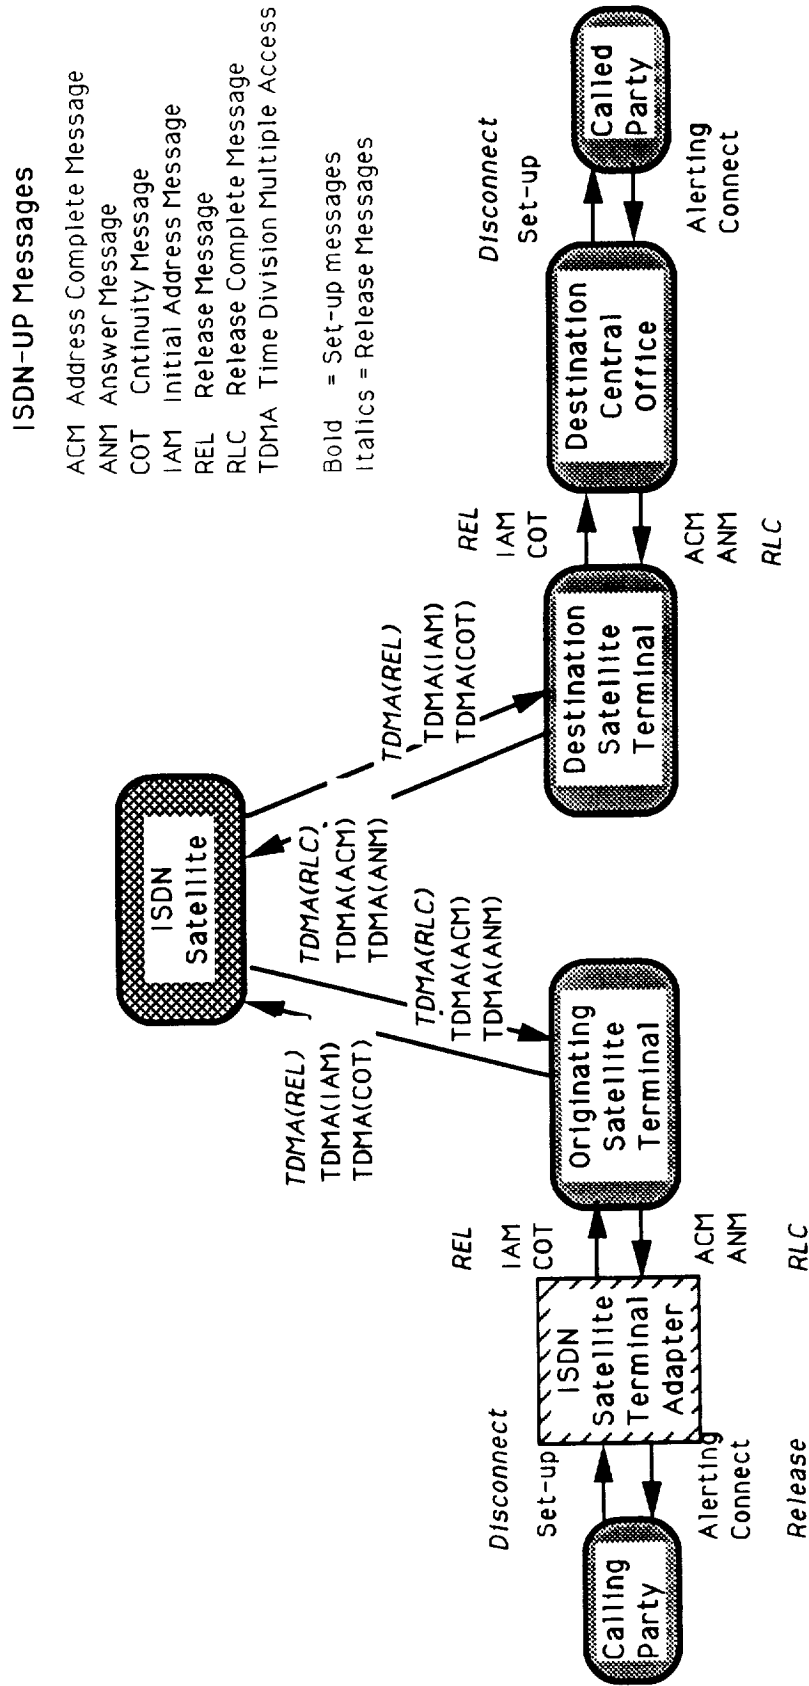 ISDN-UP Messages
ACM Address Complete Message
ANM Answer Message
COT Cntinuity Message
IAM Initial Address Message
REL Release Message
RLC Release Complete Message
TDMA Time Division Multiple Access
Bold = Set-up messages
Italics = Release Messages
ISDN
Satellite
TDMA(REL)
TDMA(IAM)
TDMA(COT)
TDMA(RLC)
TDMA(ACM)
TDMA(ANM)
TDMA(RLC)
TDMA(ACM)
TDMA(ANM)
TDMA(REL)
TDMA(IAM)
TDMA(COT)
Calling
Party
Disconnect
Set-up
Alerting
Connect
Release
ISDN
Satellite
Terminal
Adapter
REL
IAM
COT
ACM
ANM
RLC
Originating
Satellite
Terminal
Destination
Satellite
Terminal
REL
IAM
COT
ACM
ANM
RLC
Destination
Central
Office
Disconnect
Set-up
Alerting
Connect
Called
Party